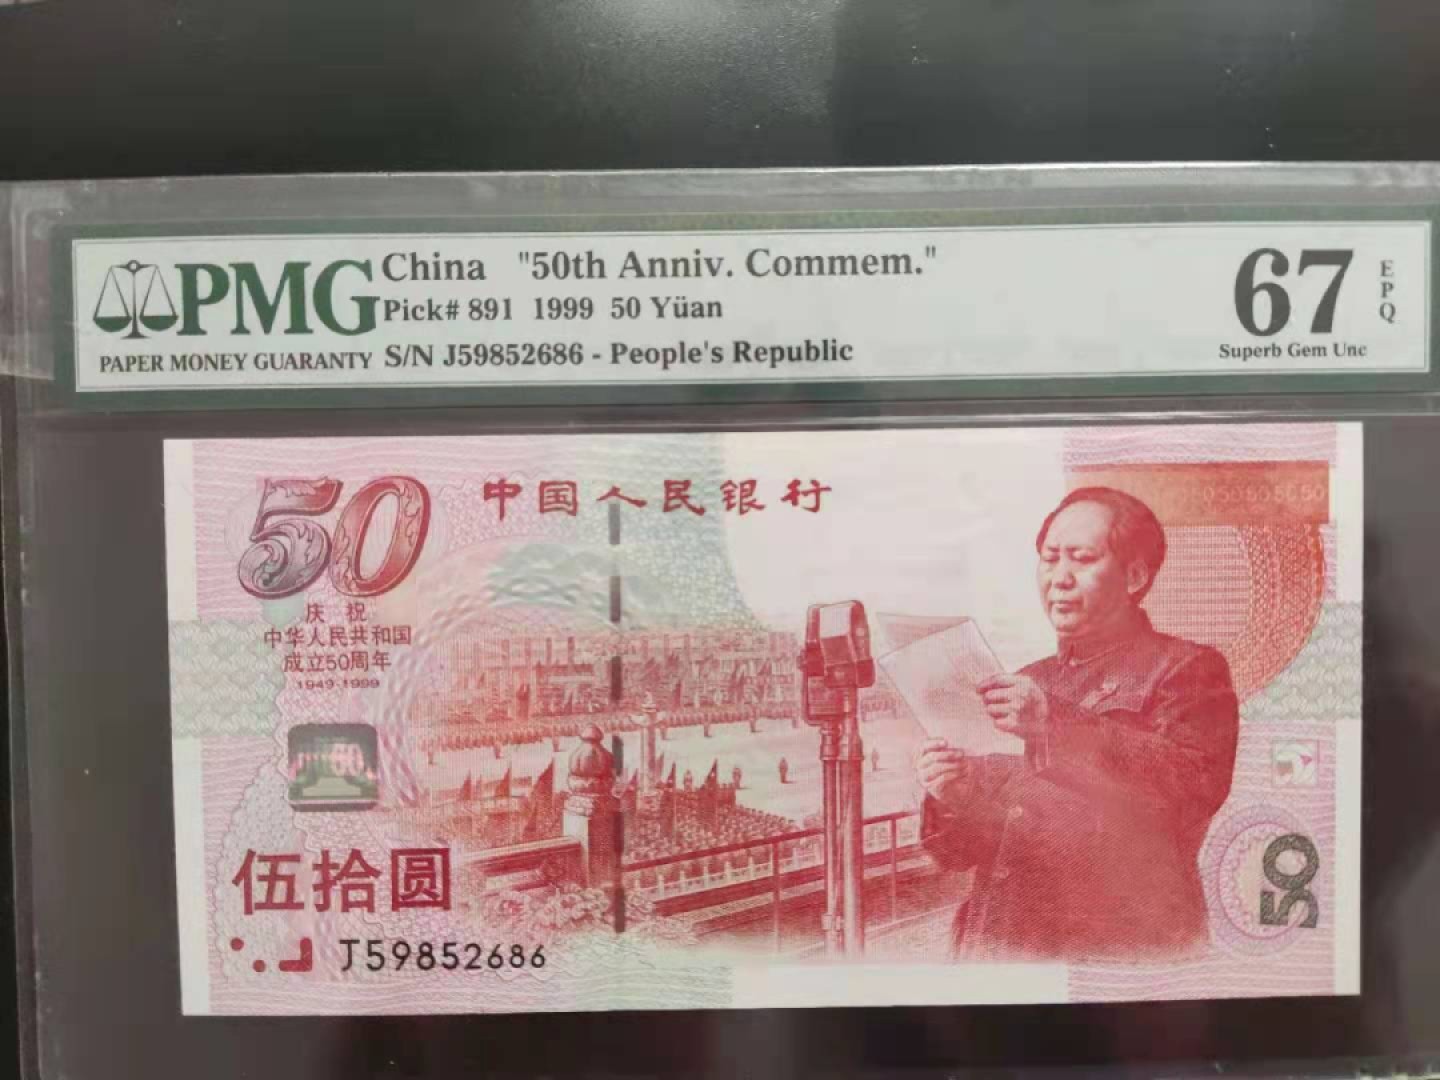 PMG
PAPER MONEY GUARANTY
China "50th Anniv. Commem."
Pick# 891 1999 50 Yüan
S/N J59852686 - People's Republic
67
EPQ
Superb Gem Unc
50
中国人民银行
庆祝
中华人民共和国
成立50周年
1949-1999
伍拾圆
J59852686
50